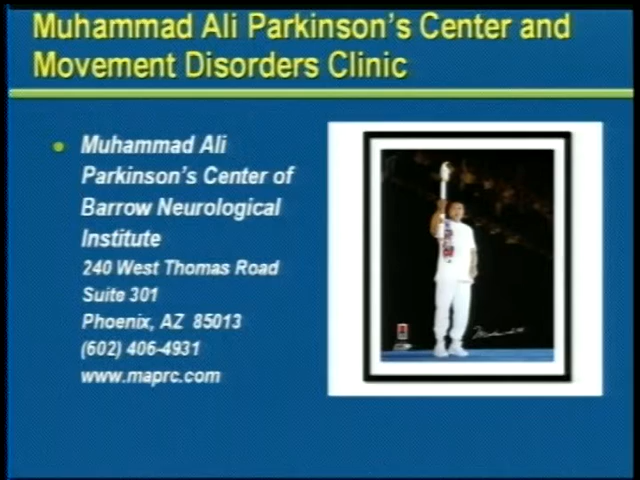 Muhammad Ali Parkinson's Center and
Movement Disorders Clinic
Muhammad Ali
Parkinson's Center of
Barrow Neurological
Institute
240 West Thomas Road
Suite 301
Phoenix, AZ 85013
(602) 406-4931
www.maprc.com